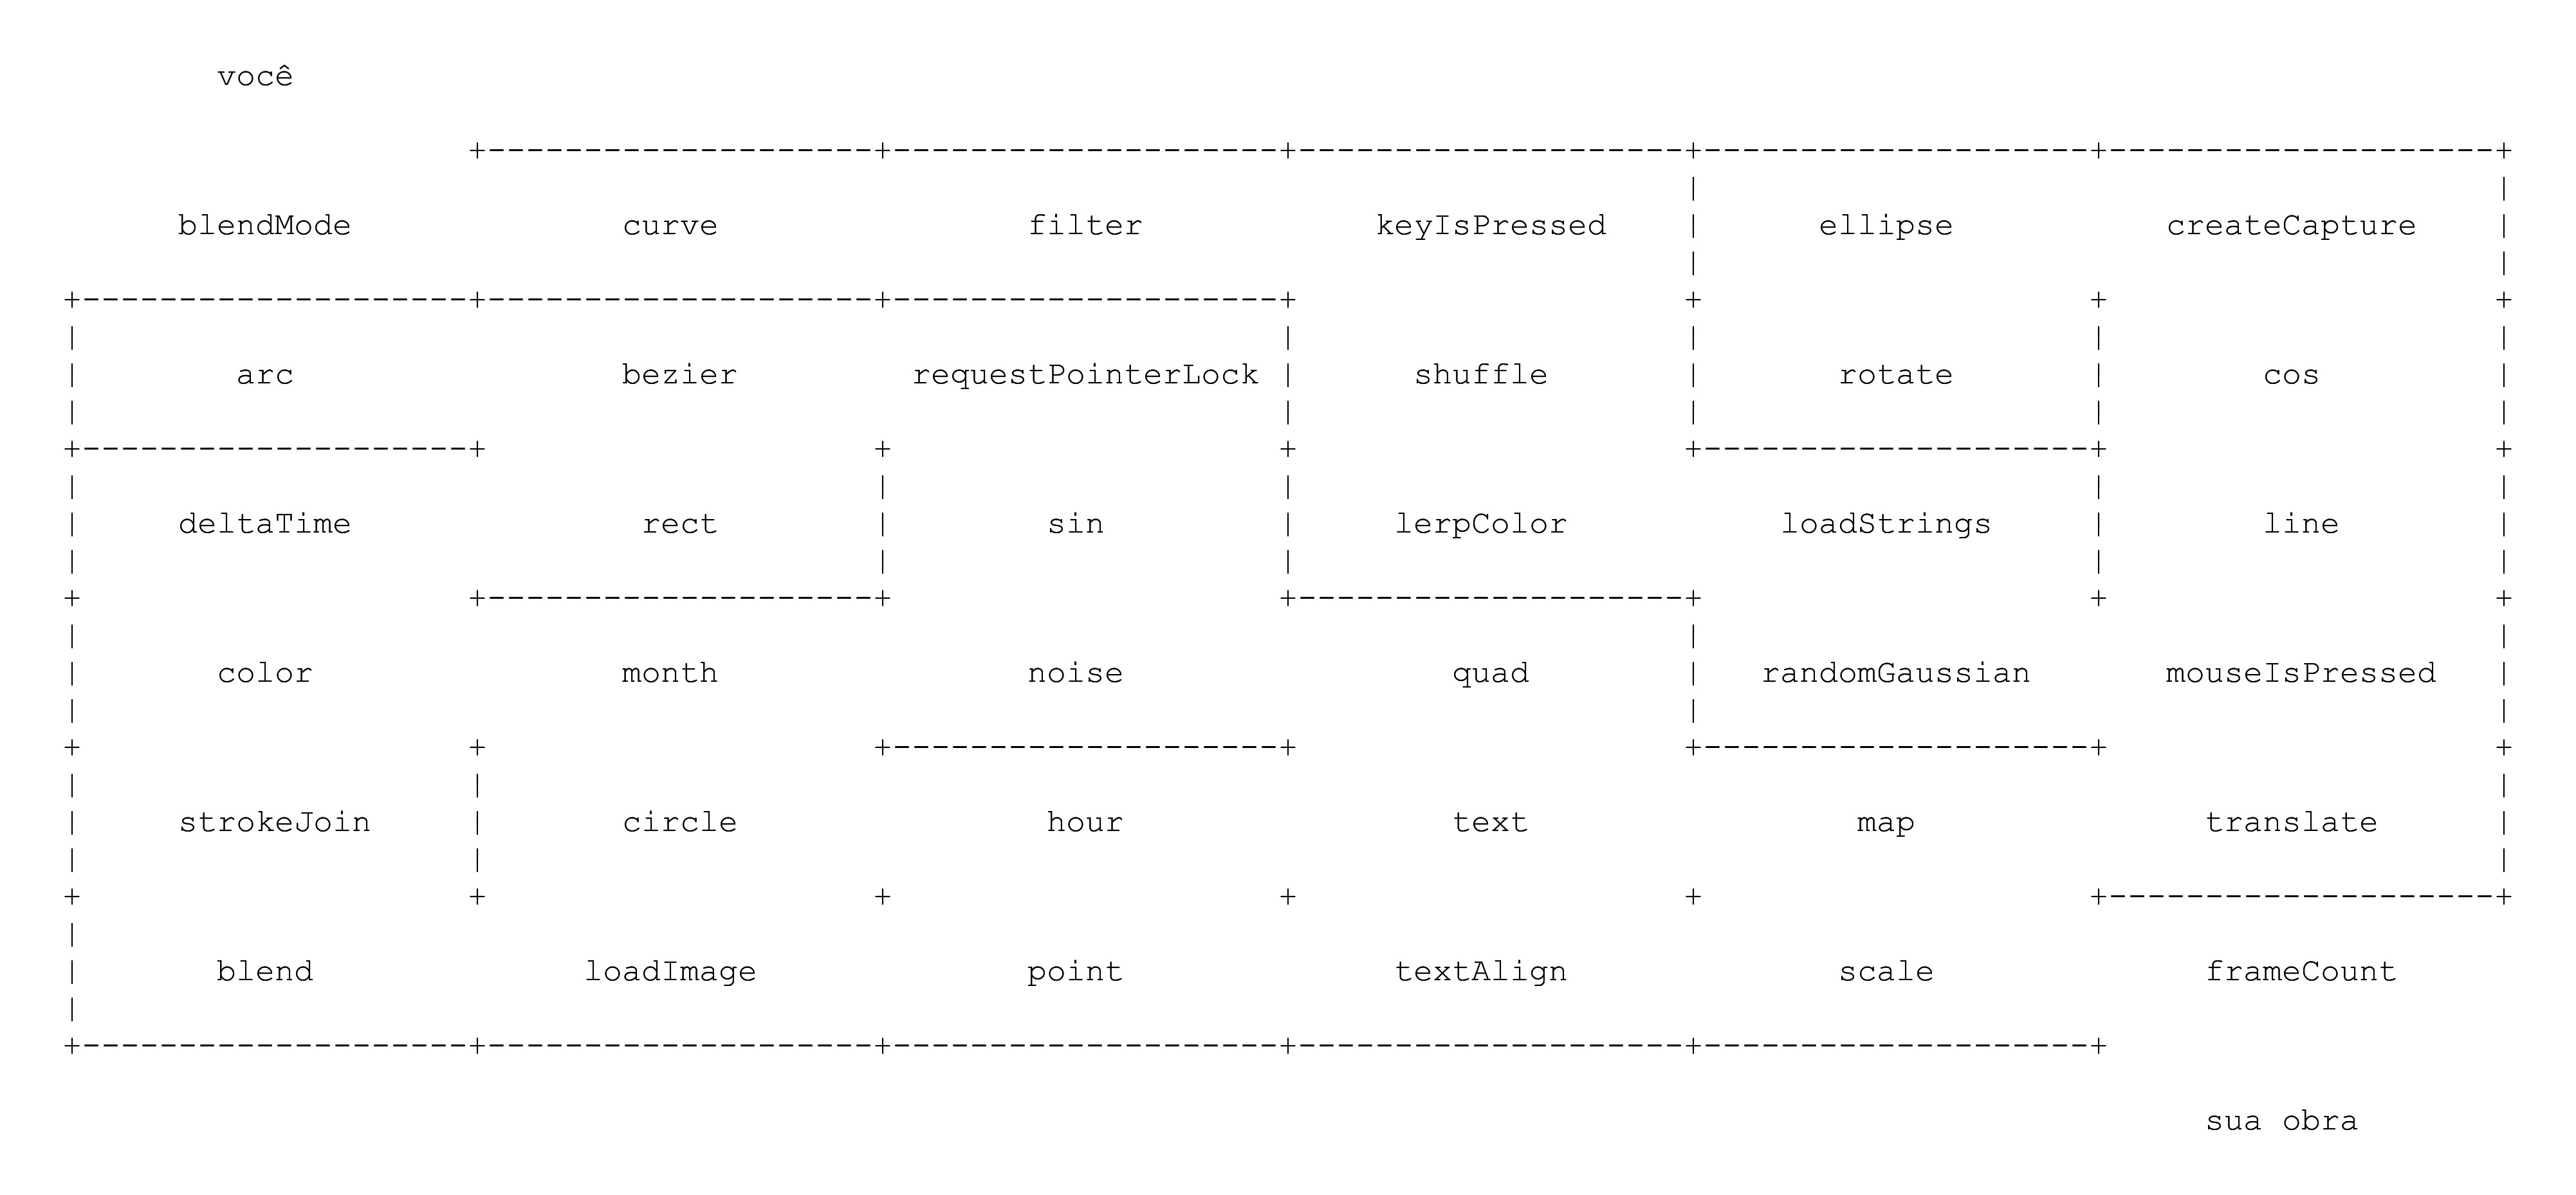 você
blendMode curve filter keyIsPressed ellipse createCapture
arc bezier requestPointerLock shuffle rotate cos
deltaTime rect sin lerpColor loadStrings line
color month noise quad randomGaussian mouseIsPressed
strokeJoin circle hour text map translate
blend loadImage point textAlign scale frameCount
sua obra